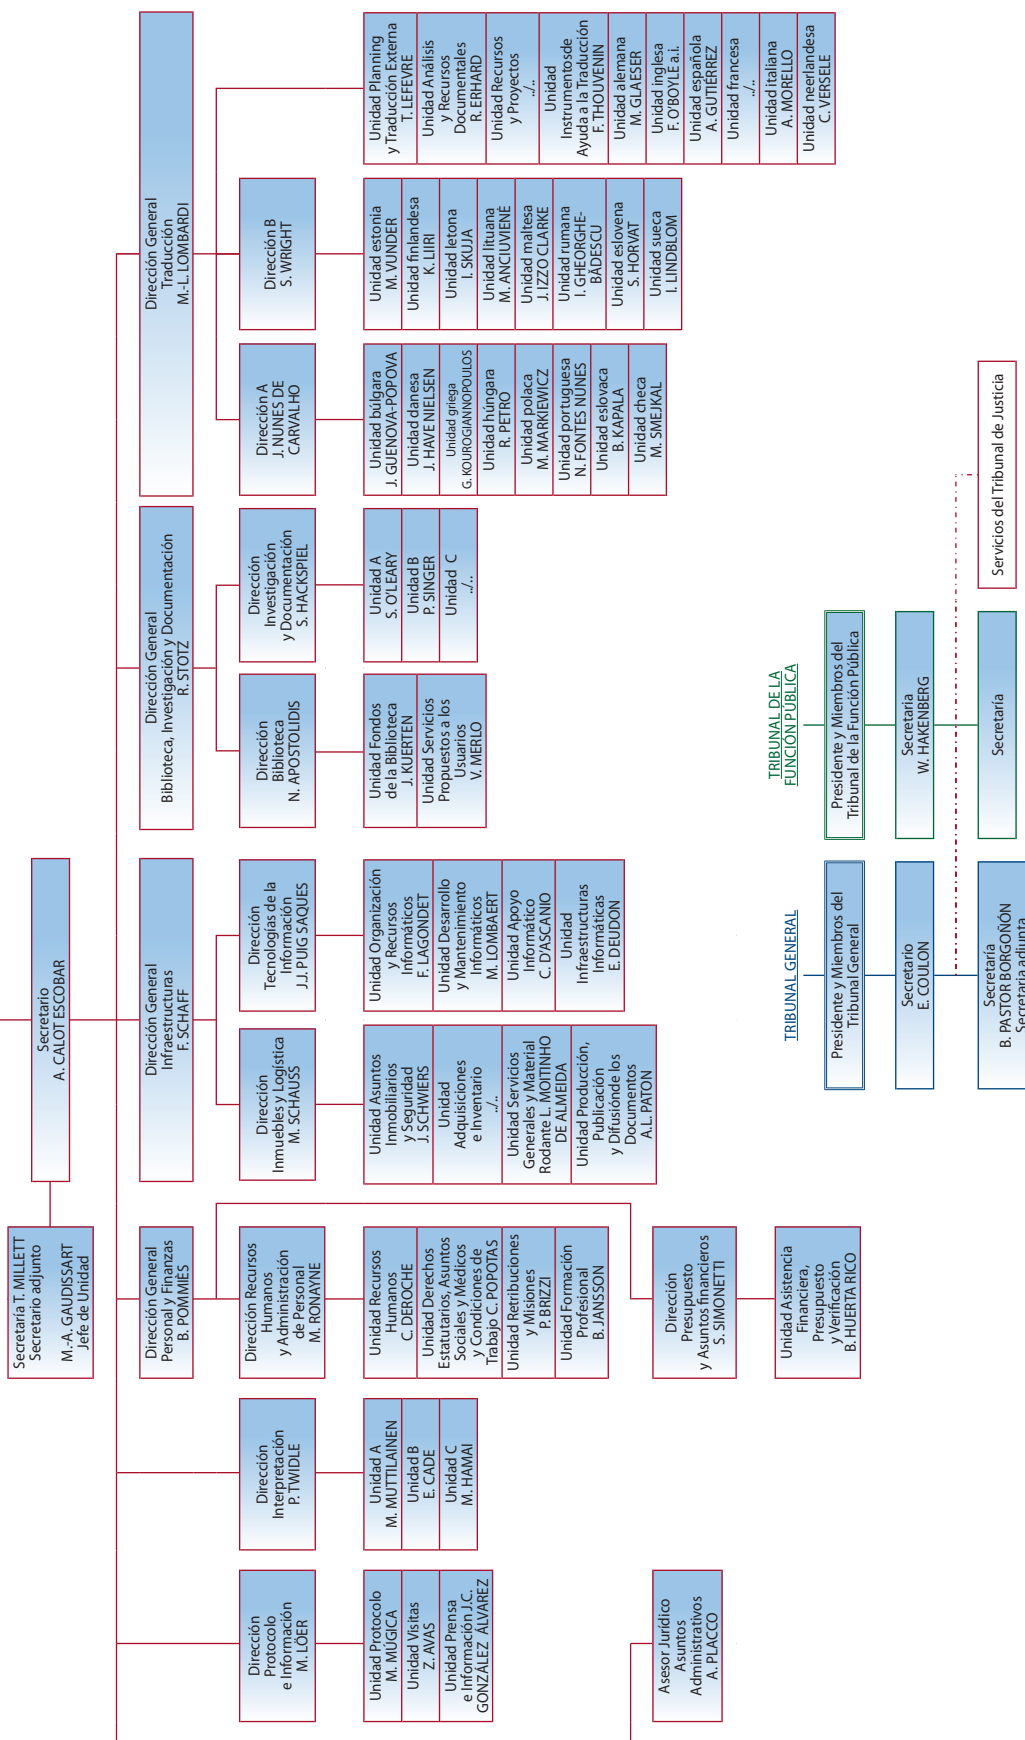 Secretario
A. CALOT ESCOBAR
Secretaría T. MILLETT
Secretario adjunto
M.-A. GAUDISSART
Jefe de Unidad
Dirección
Protocolo
e Información
M. LÖER
Unidad Protocolo
M. MÚGICA
Unidad Visitas
Z. AVAS
Unidad Prensa
e Información J.C.
GONZÁLEZ ÁLVAREZ
Asesor Jurídico
Asuntos
Administrativos
A. PLACCO
Dirección
Interpretación
P. TWIDLE
Unidad A
M. MUTTILAINEN
Unidad B
E. CADE
Unidad C
M. HAMAI
Dirección General
Personal y Finanzas
B. POMMIÈS
Dirección Recursos
Humanos
y Administración
de Personal
M. RONAYNE
Unidad Recursos
Humanos
C. DEROCHE
Unidad Derechos
Estatutarios, Asuntos
Sociales y Médicos
y Condiciones de
Trabajo C. POPOTAS
Unidad Retribuciones
y Misiones
P. BRIZZI
Unidad Formación
Profesional
B. JANSSON
Dirección
Presupuesto
y Asuntos financieros
S. SIMONETTI
Unidad Asistencia
Financiera,
Presupuesto
y Verificación
B. HUERTA RICO
Dirección General
Infraestructuras
F. SCHAFF
Dirección
Inmuebles y Logística
M. SCHAUSS
Unidad Asuntos
Inmobiliarios
y Seguridad
J. SCHWIERS
Unidad
Adquisiciones
e Inventario
../..
Unidad Servicios
Generales y Material
Rodante L. MOITINHO
DE ALMEIDA
Unidad Producción,
Publicación
y Difusiónde los
Documentos
A.L. PATON
Dirección
Tecnologías de la
Información
J.J. PUIG SAQUES
Unidad Organización
y Recursos
Informáticos
F. LAGONDET
Unidad Desarrollo
y Mantenimiento
Informáticos
M. LOMBAERT
Unidad Apoyo
Informático
C. D'ASCANIO
Unidad
Infraestructuras
Informáticas
E. DEUDON
Dirección General
Biblioteca, Investigación y Documentación
R. STOTZ
Dirección
Biblioteca
N. APOSTOLIDIS
Unidad Fondos
de la Biblioteca
J. KUERTEN
Unidad Servicios
Propuestos a los
Usuarios
V. MERLO
Dirección
Investigación
y Documentación
S. HACKSPIEL
Unidad A
S. O'LEARY
Unidad B
P. SINGER
Unidad C
../..
Dirección General
Traducción
M.-L. LOMBARDI
Dirección A
J. NUNES DE
CARVALHO
Unidad búlgara
J. GUENOVA-POPOVA
Unidad danesa
J. HAVE NIELSEN
Unidad griega
G. KOUROGIANNOPOULOS
Unidad húngara
R. PETRO
Unidad polaca
M. MARKIEWICZ
Unidad portuguesa
N. FONTES NUNES
Unidad eslovaca
B. KAPALA
Unidad checa
M. SMEJKAL
Dirección B
S. WRIGHT
Unidad estonia
M. VUNDER
Unidad finlandesa
K. LIIRI
Unidad letona
I. SKUJA
Unidad lituana
M. ANCIUVIENĖ
Unidad maltesa
J. IZZO CLARKE
Unidad rumana
I. GHEORGHE-
BĂDESCU
Unidad eslovena
S. HORVAT
Unidad sueca
I. LINDBLOM
Unidad Planning
y Traducción Externa
T. LEFEVRE
Unidad Análisis
y Recursos
Documentales
R. ERHARD
Unidad Recursos
y Proyectos
../..
Unidad
Instrumentosde
Ayuda a la Traducción
F. THOUVENIN
Unidad alemana
M. GLAESER
Unidad inglesa
F. O'BOYLE a.i.
Unidad española
A. GUTIÉRREZ
Unidad francesa
../..
Unidad italiana
A. MORELLO
Unidad neerlandesa
C. VERSELE
TRIBUNAL GENERAL
Presidente y Miembros del
Tribunal General
Secretario
E. COULON
Secretaría
B. PASTOR BORGOÑÓN
Secretaria adjunta
TRIBUNAL DE LA
FUNCIÓN PÚBLICA
Presidente y Miembros del
Tribunal de la Función Pública
Secretaria
W. HAKENBERG
Secretaría
Servicios del Tribunal de Justicia